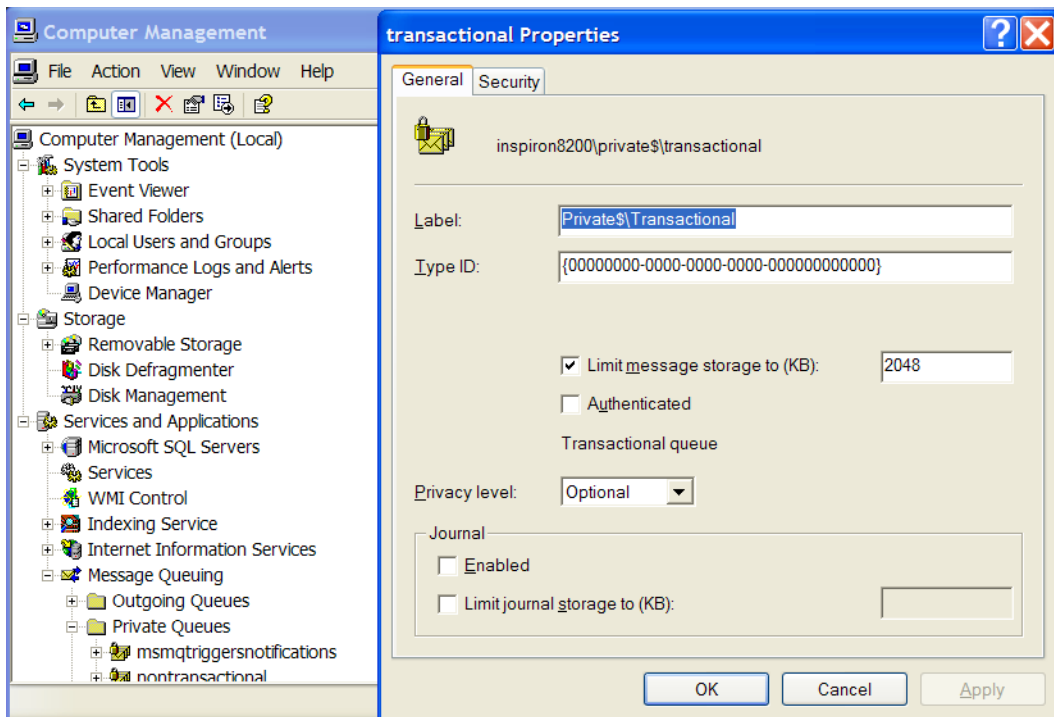 Computer Management
File Action View Window Help
Computer Management (Local)
System Tools
Event Viewer
Shared Folders
Local Users and Groups
Performance Logs and Alerts
Device Manager
Storage
Removable Storage
Disk Defragmenter
Disk Management
Services and Applications
Microsoft SQL Servers
Services
WMI Control
Indexing Service
Internet Information Services
Message Queuing
Outgoing Queues
Private Queues
msmqtriggersnotifications
nontransactional
transactional Properties
General Security
inspiron8200\private$\transactional
Label: Private$\Transactional
Type ID: {00000000-0000-0000-0000-000000000000}
Limit message storage to (KB): 2048
Authenticated
Transactional queue
Privacy level: Optional
Journal
Enabled
Limit journal storage to (KB):
OK Cancel Apply